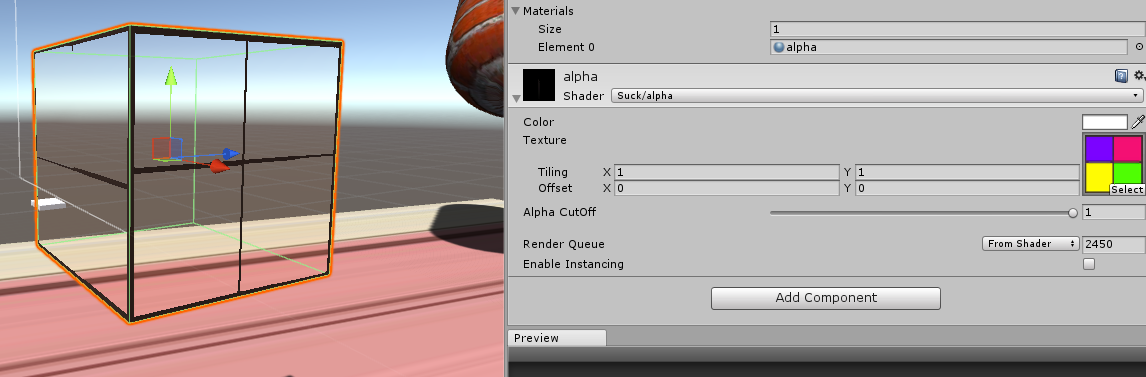 Materials
Size 1
Element 0 alpha
alpha
Shader Suck/alpha
Color
Texture
Tiling X 1 Y 1
Offset X 0 Y 0
Select
Alpha CutOff 1
Render Queue From Shader 2450
Enable Instancing
Add Component
Preview